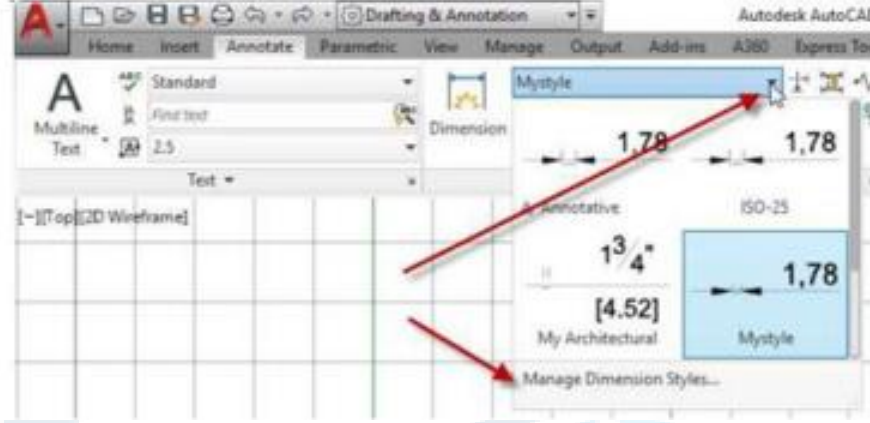 A Drafting & Annotation Autodesk AutoCA
Home Insert Annotate Parametric View Manage Output Add-ins A360 Express Too
A Standard Mystyle
Multiline Text
Find text
2.5
Dimension
Text
1,78 1,78
Annotative ISO-25
1 3/4"
[4.52]
1,78
My Architectural Mystyle
Manage Dimension Styles...
[−][Top][2D Wireframe]